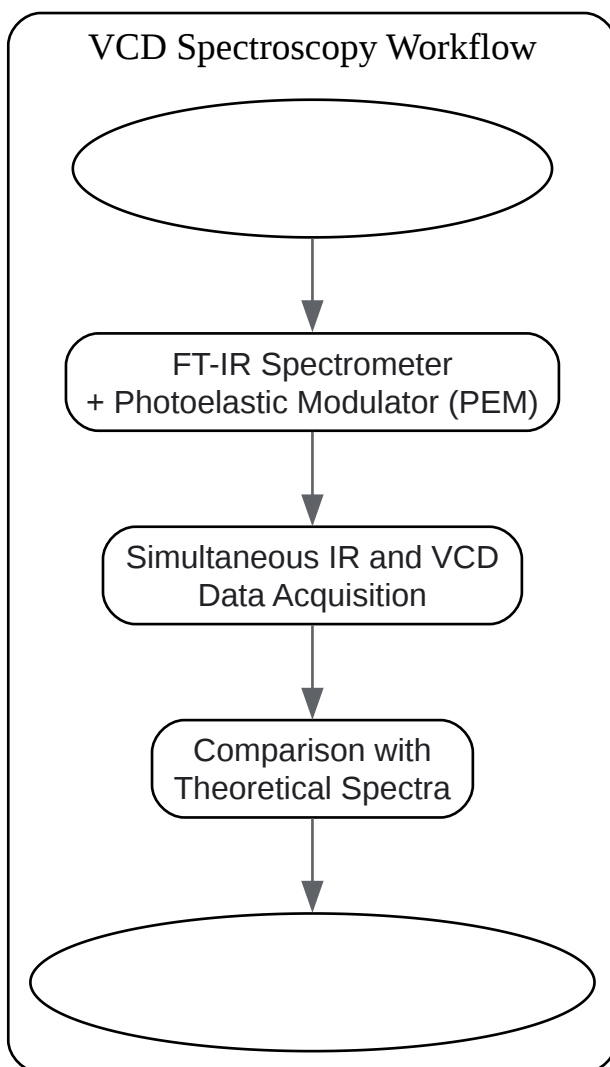 VCD Spectroscopy Workflow
FT-IR Spectrometer
+ Photoelastic Modulator (PEM)
Simultaneous IR and VCD
Data Acquisition
Comparison with
Theoretical Spectra